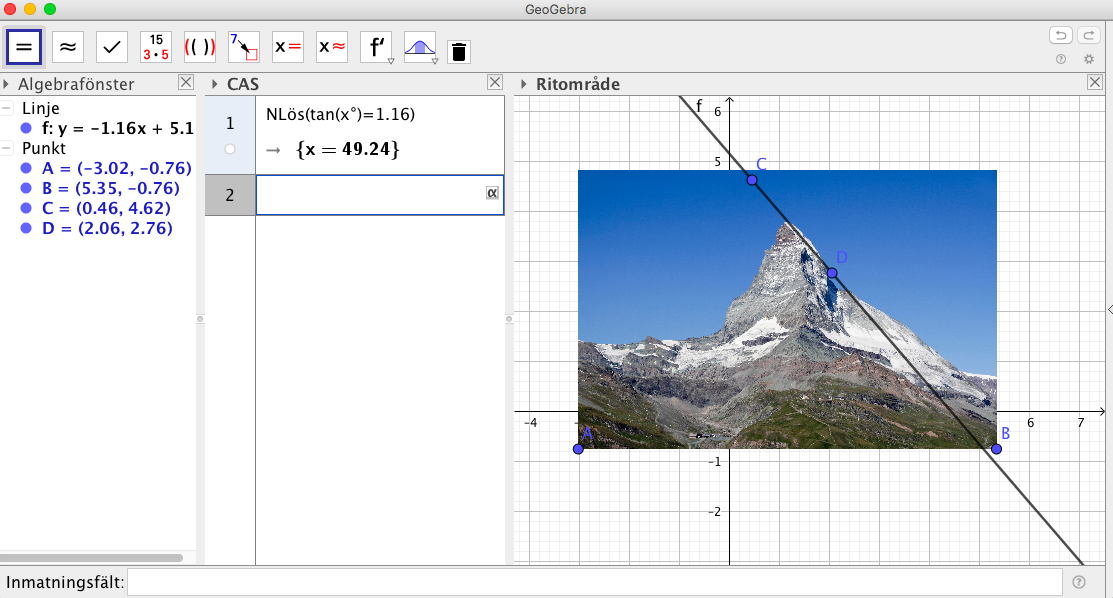 GeoGebra
= ≈ ✓ 15 3•5 (( )) 7 x= x≈ f′
Algebrafönster
CAS
Ritområde
Linje
f: y = -1.16x + 5.1
Punkt
A = (-3.02, -0.76)
B = (5.35, -0.76)
C = (0.46, 4.62)
D = (2.06, 2.76)
1
NLös(tan(x°)=1.16)
→ {x = 49.24}
2
α
f
6
5
C
D
-4
6
7
A
B
-1
-2
Inmatningsfält:
?